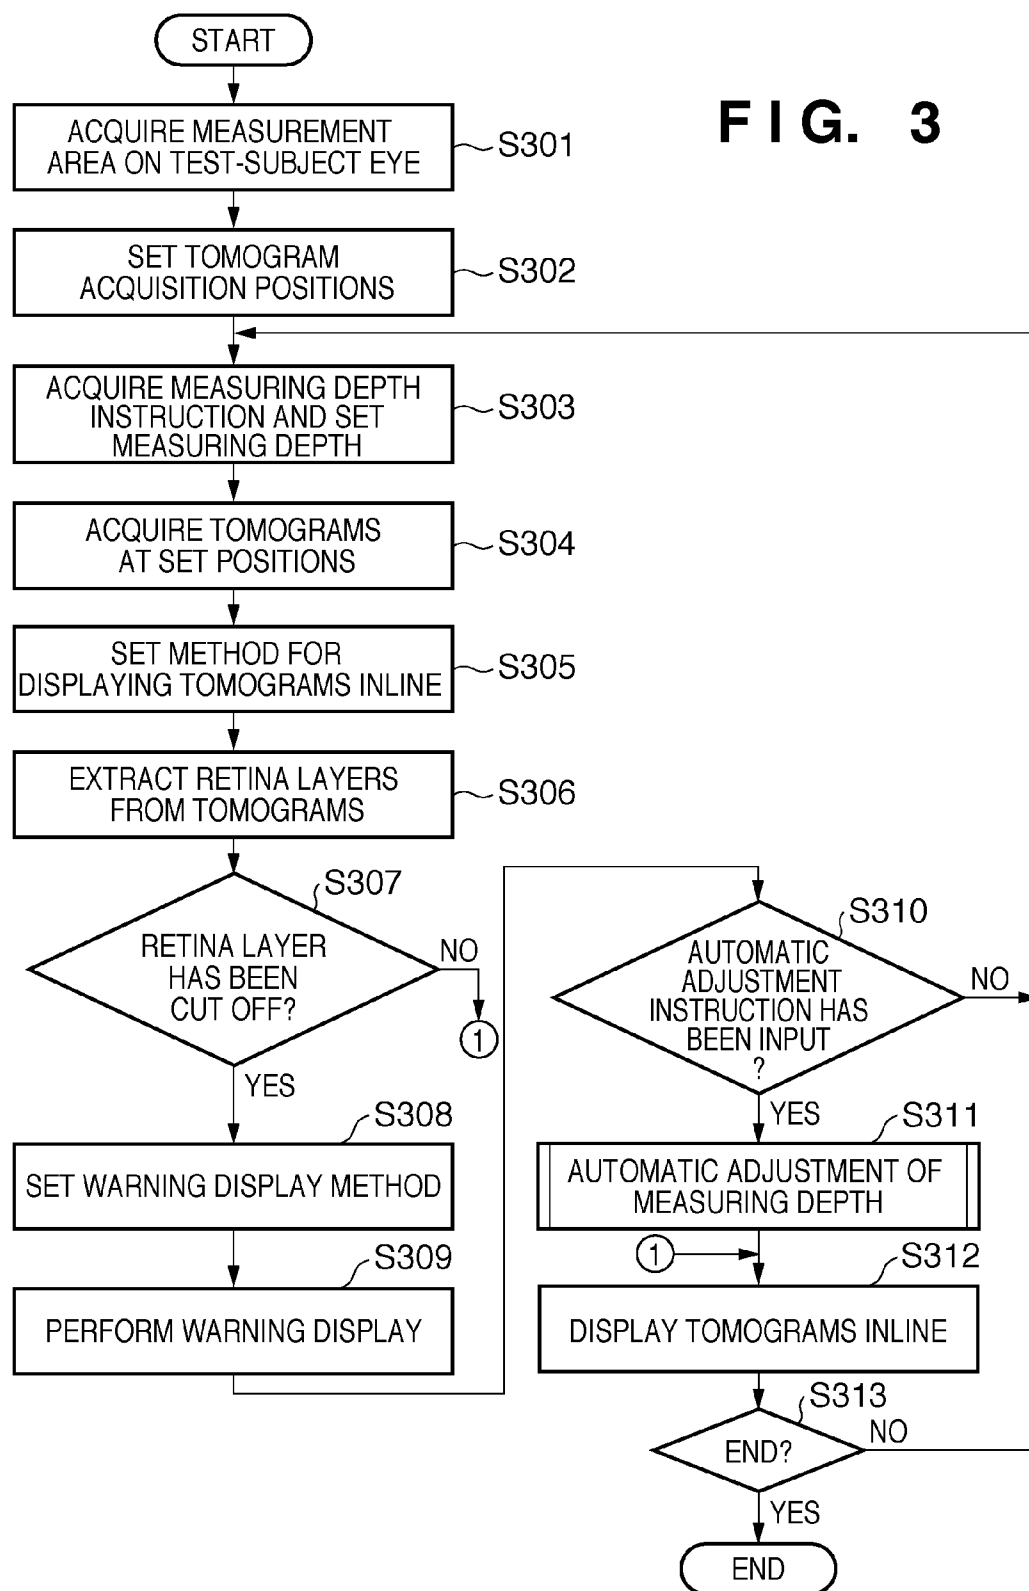 START
FIG. 3
ACQUIRE MEASUREMENT
AREA ON TEST-SUBJECT EYE
S301
SET TOMOGRAM
ACQUISITION POSITIONS
S302
ACQUIRE MEASURING DEPTH
INSTRUCTION AND SET
MEASURING DEPTH
S303
ACQUIRE TOMOGRAMS
AT SET POSITIONS
S304
SET METHOD FOR
DISPLAYING TOMOGRAMS INLINE
S305
EXTRACT RETINA LAYERS
FROM TOMOGRAMS
S306
S307
RETINA LAYER
HAS BEEN
CUT OFF?
NO
1
YES
S308
SET WARNING DISPLAY METHOD
S309
PERFORM WARNING DISPLAY
S310
AUTOMATIC
ADJUSTMENT
INSTRUCTION HAS
BEEN INPUT
?
NO
YES
S311
AUTOMATIC ADJUSTMENT OF
MEASURING DEPTH
1
S312
DISPLAY TOMOGRAMS INLINE
S313
END?
NO
YES
END